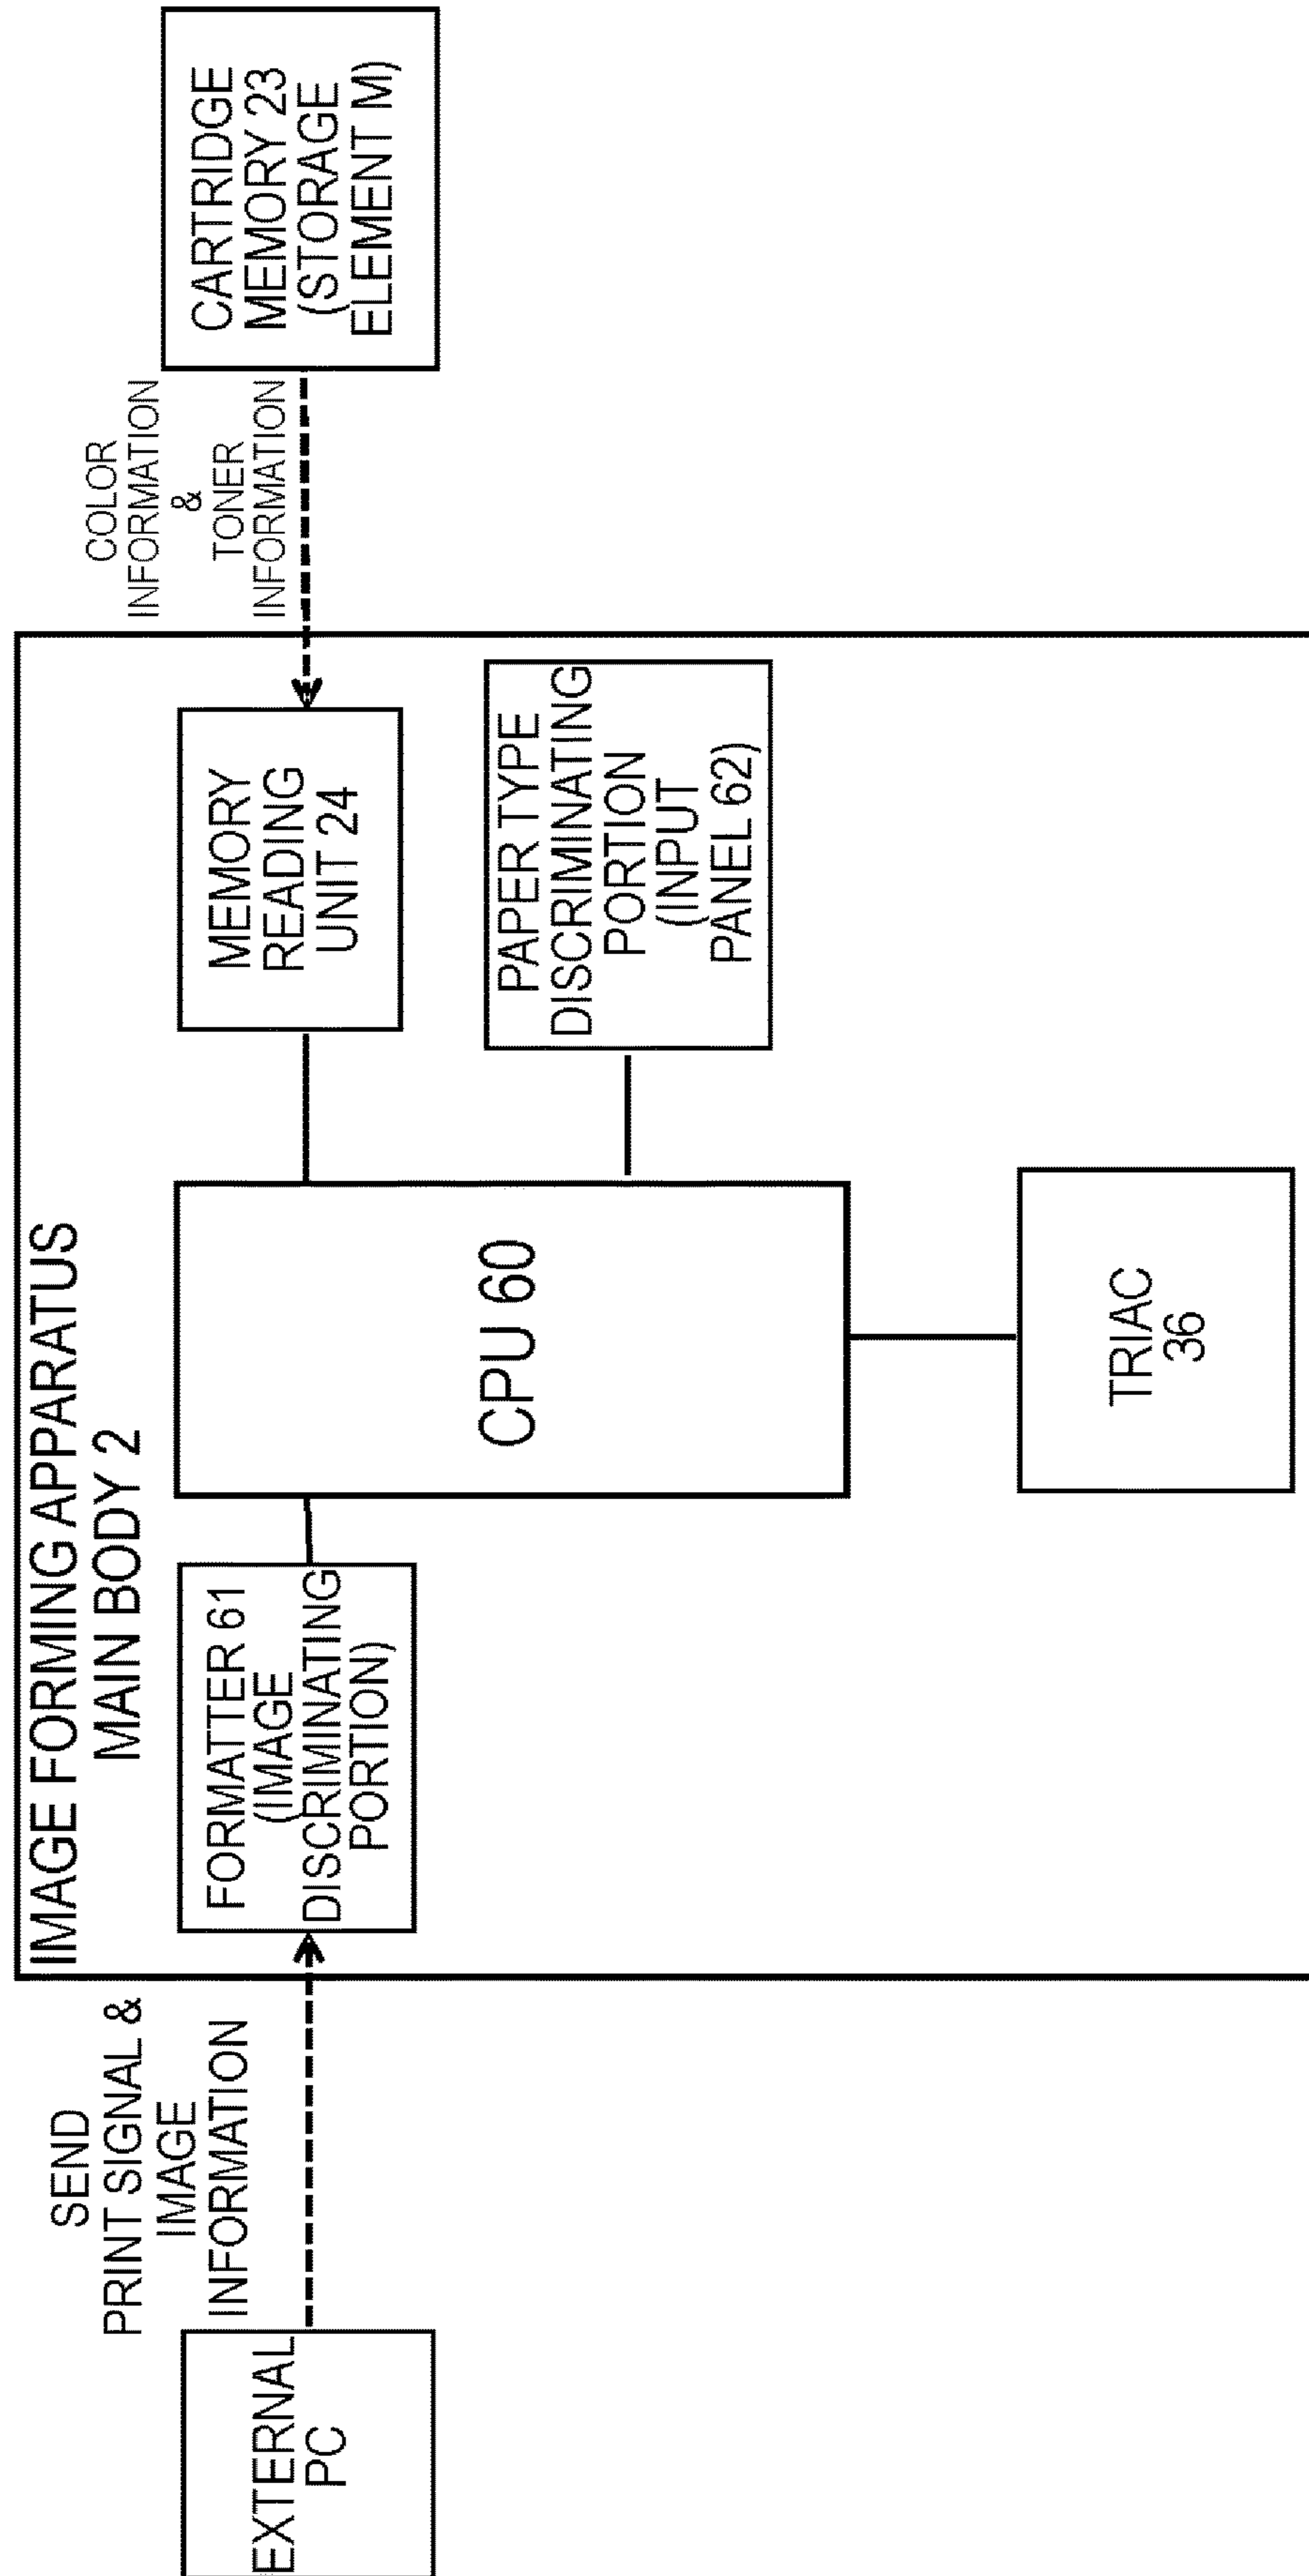 IMAGE FORMING APPARATUS
MAIN BODY 2
EXTERNAL
PC
SEND
PRINT SIGNAL &
IMAGE
INFORMATION
FORMATTER 61
(IMAGE
DISCRIMINATING
PORTION)
CPU 60
TRIAC
36
MEMORY
READING
UNIT 24
PAPER TYPE
DISCRIMINATING
PORTION
(INPUT
PANEL 62)
COLOR
INFORMATION
&
TONER
INFORMATION
CARTRIDGE
MEMORY 23
(STORAGE
ELEMENT M)